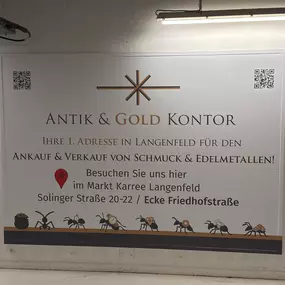 ANTIK & GOLD KONTOR
IHRE 1. ADRESSE IN LANGENFELD FÜR DEN
ANKAUF & VERKAUF VON SCHMUCK & EDELMETALLEN!
Besuchen Sie uns hier
im Markt Karree Langenfeld
Solinger Straße 20-22 / Ecke Friedhofstraße